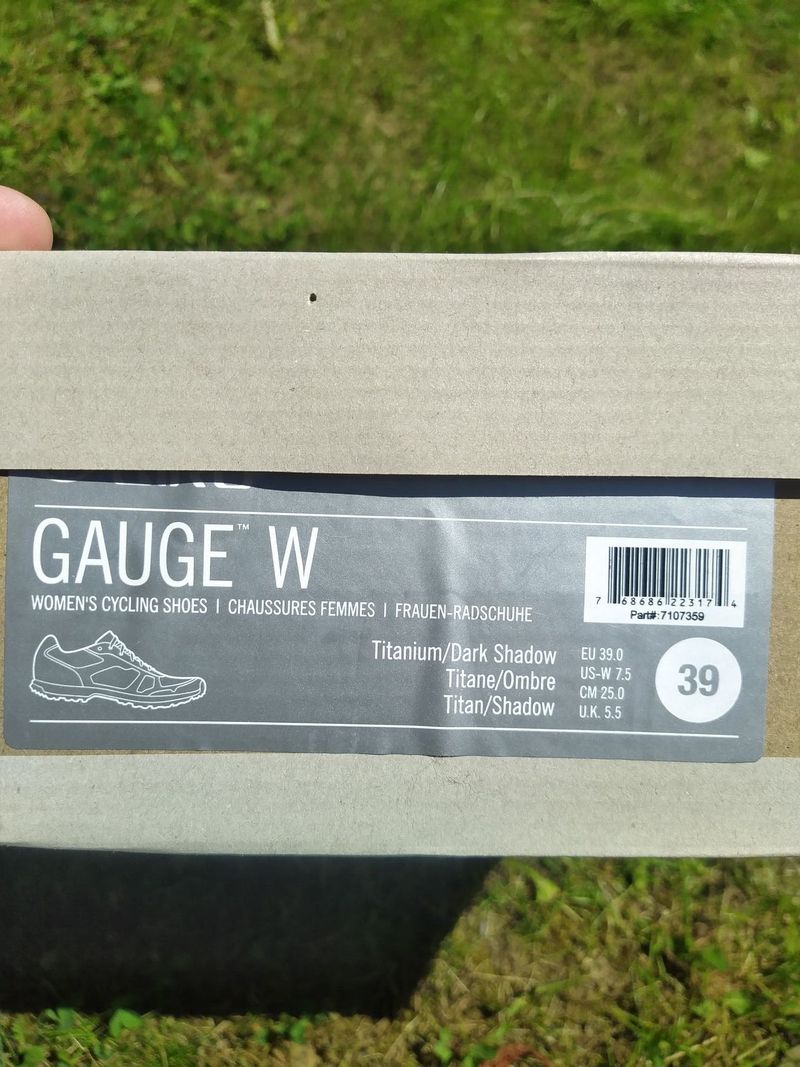 GAUGE™ W
WOMEN'S CYCLING SHOES | CHAUSSURES FEMMES | FRAUEN-RADSCHUHE
7 68686 22317 4
Part#:7107359
Titanium/Dark Shadow
Titane/Ombre
Titan/Shadow
EU 39.0
US-W 7.5
CM 25.0
U.K. 5.5
39